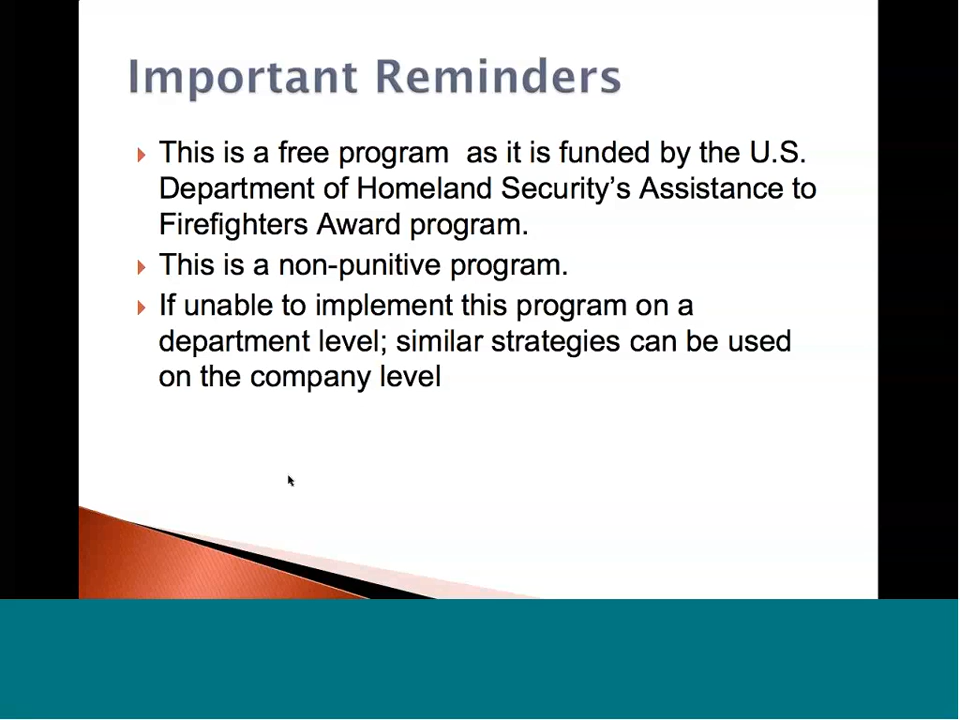 Important Reminders
This is a free program  as it is funded by the U.S.
Department of Homeland Security’s Assistance to
Firefighters Award program.
This is a non-punitive program.
If unable to implement this program on a
department level; similar strategies can be used
on the company level